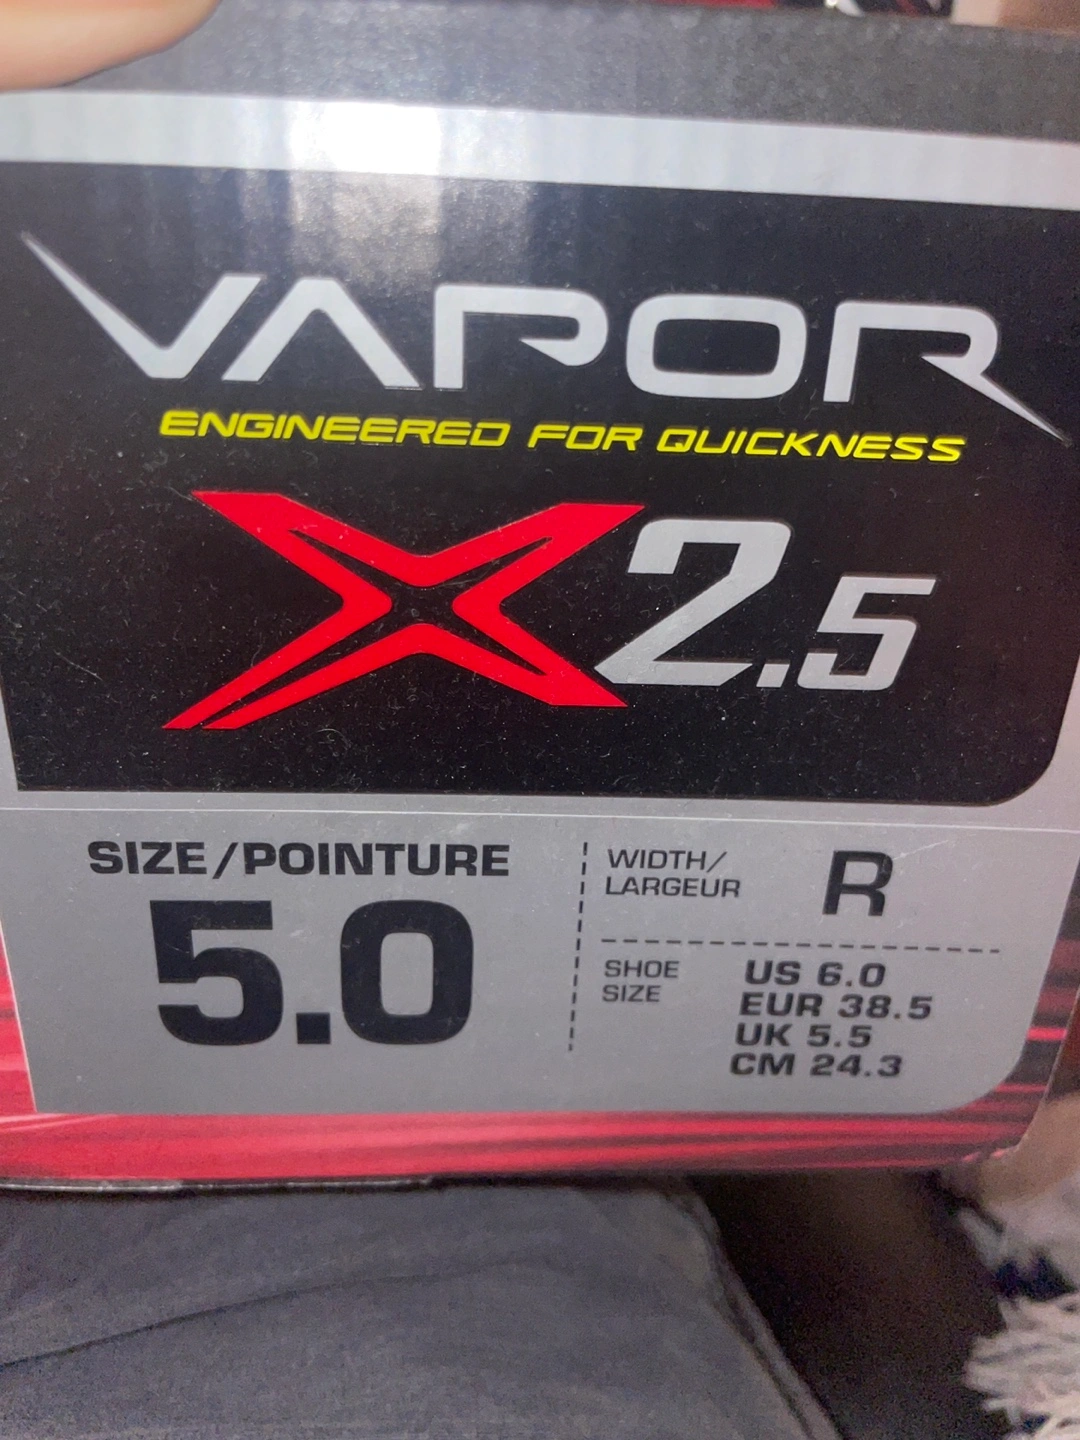 VAPOR
ENGINEERED FOR QUICKNESS
X2.5
SIZE/POINTURE
5.0
WIDTH/
LARGEUR
R
SHOE
SIZE
US 6.0
EUR 38.5
UK 5.5
CM 24.3